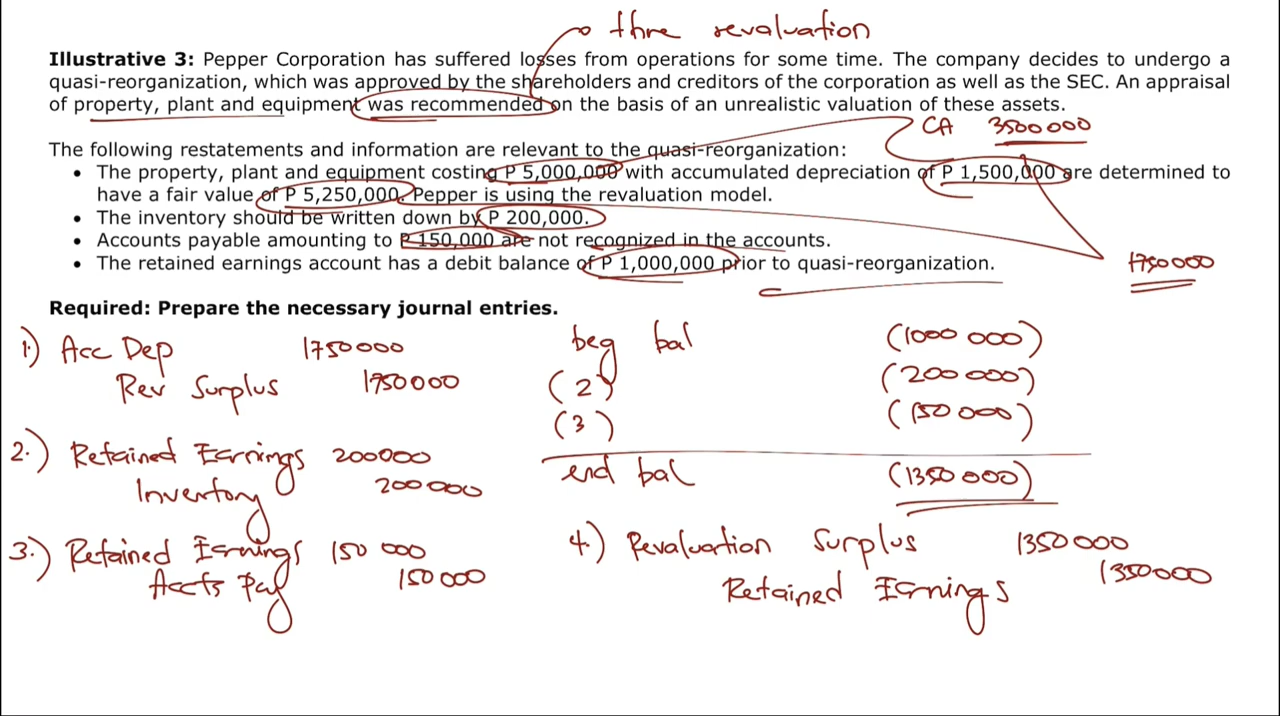 → thru revaluation
Illustrative 3: Pepper Corporation has suffered losses from operations for some time. The company decides to undergo a
quasi-reorganization, which was approved by the shareholders and creditors of the corporation as well as the SEC. An appraisal
of property, plant and equipment was recommended on the basis of an unrealistic valuation of these assets.
CA 3500000
The following restatements and information are relevant to the quasi-reorganization:
• The property, plant and equipment costing P 5,000,000 with accumulated depreciation of P 1,500,000 are determined to
have a fair value of P 5,250,000. Pepper is using the revaluation model.
• The inventory should be written down by P 200,000.
• Accounts payable amounting to P 150,000 are not recognized in the accounts.
• The retained earnings account has a debit balance of P 1,000,000 prior to quasi-reorganization.
1750000
Required: Prepare the necessary journal entries.
1.) Acc Dep 1750000
Rev Surplus 1750000
2.) Retained Earnings 200000
Inventory 200000
3.) Retained Earnings 150 000
Accts Pay 150000
beg bal (1000 000)
(2) (200 000)
(3) (150 000)
end bal (1350 000)
4.) Revaluation Surplus 1350000
Retained Earnings 1350000